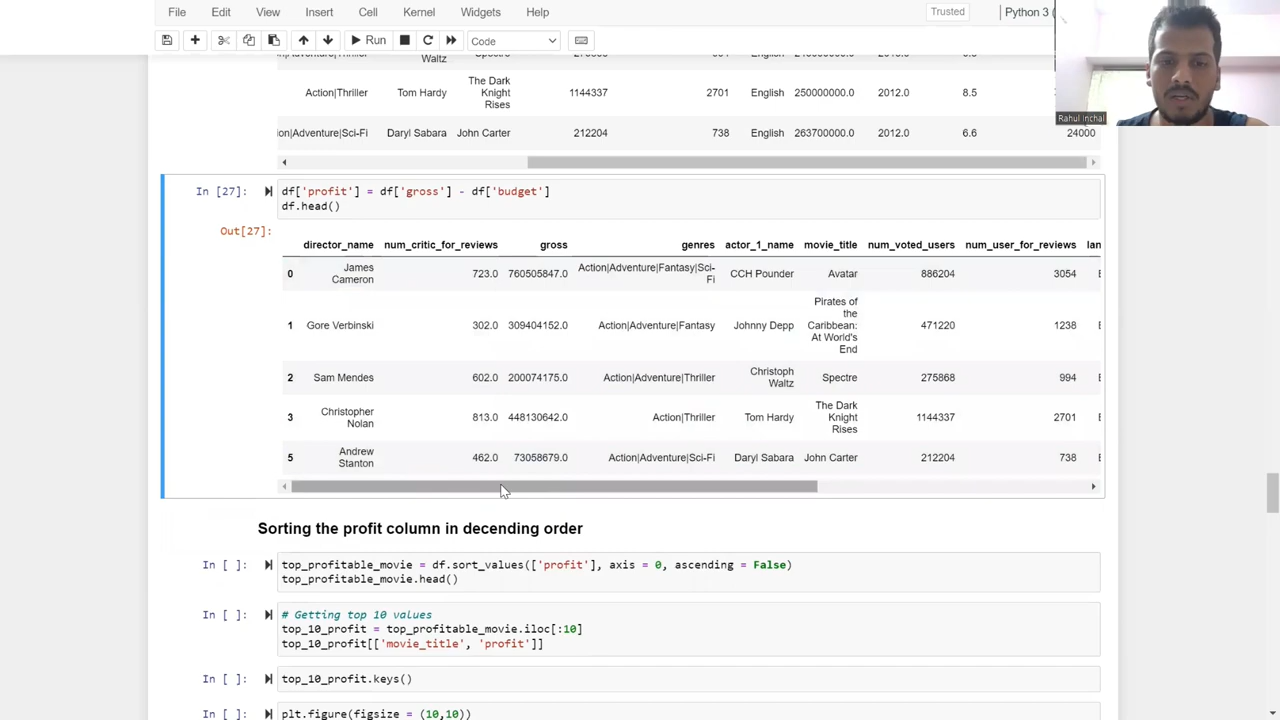 File Edit View Insert Cell Kernel Widgets Help Trusted Python 3 (
Run Code
Waltz
Action|Thriller Tom Hardy The Dark Knight Rises 1144337 2701 English 250000000.0 2012.0 8.5
on|Adventure|Sci-Fi Daryl Sabara John Carter 212204 738 English 263700000.0 2012.0 6.6 24000
Rahul Inchal
In [27]: df['profit'] = df['gross'] - df['budget']
df.head()
Out[27]:
director_name num_critic_for_reviews gross genres actor_1_name movie_title num_voted_users num_user_for_reviews lan
0 James Cameron 723.0 760505847.0 Action|Adventure|Fantasy|Sci-Fi CCH Pounder Avatar 886204 3054
1 Gore Verbinski 302.0 309404152.0 Action|Adventure|Fantasy Johnny Depp Pirates of the Caribbean: At World's End 471220 1238
2 Sam Mendes 602.0 200074175.0 Action|Adventure|Thriller Christoph Waltz Spectre 275868 994
3 Christopher Nolan 813.0 448130642.0 Action|Thriller Tom Hardy The Dark Knight Rises 1144337 2701
5 Andrew Stanton 462.0 73058679.0 Action|Adventure|Sci-Fi Daryl Sabara John Carter 212204 738
Sorting the profit column in decending order
In [ ]: top_profitable_movie = df.sort_values(['profit'], axis = 0, ascending = False)
top_profitable_movie.head()
In [ ]: # Getting top 10 values
top_10_profit = top_profitable_movie.iloc[:10]
top_10_profit[['movie_title', 'profit']]
In [ ]: top_10_profit.keys()
In [ ]: plt.figure(figsize = (10,10))